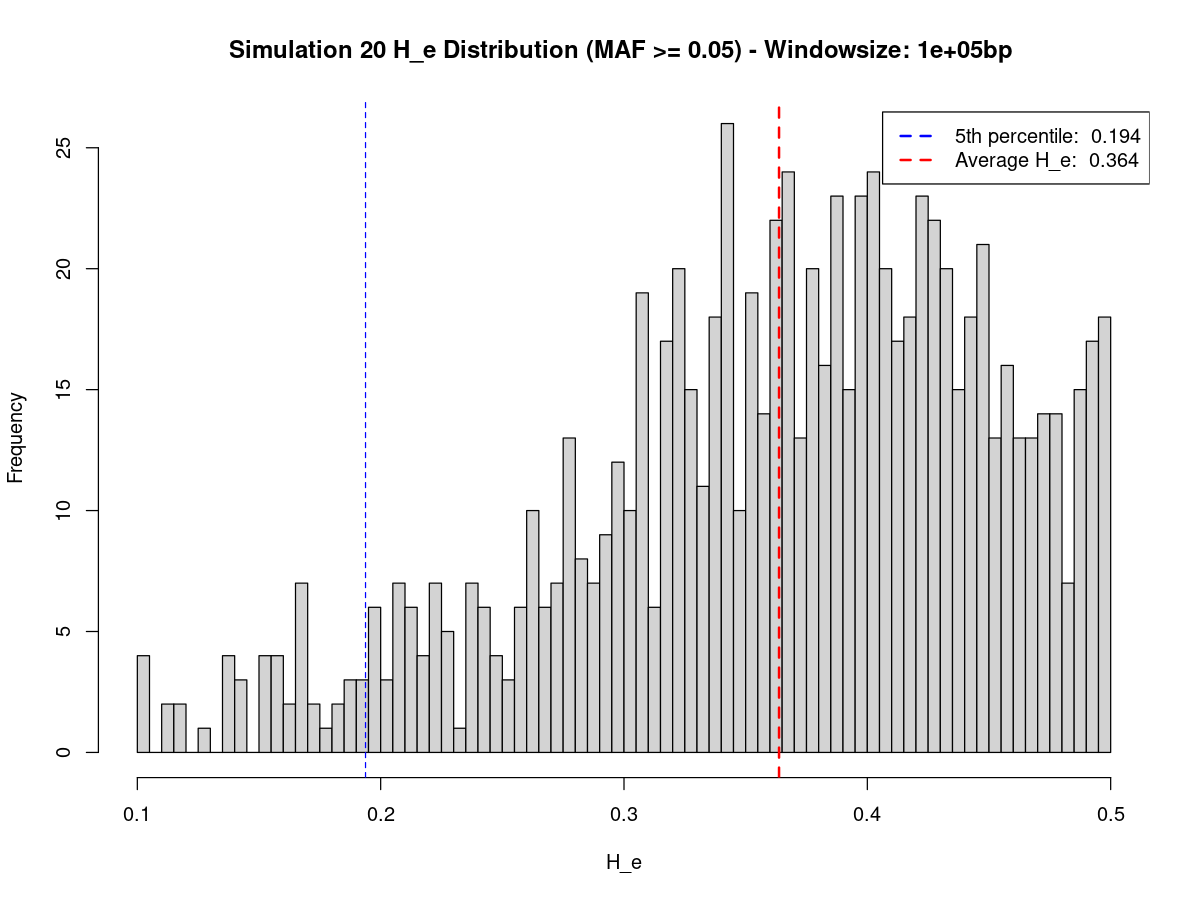 Simulation 20 H_e Distribution (MAF >= 0.05) - Windowsize: 1e+05bp
5th percentile: 0.194
Average H_e: 0.364
Frequency
25
20
15
10
5
0
0.1 0.2 0.3 0.4 0.5
H_e